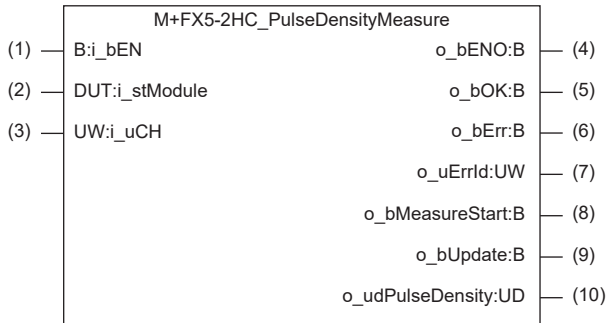 M+FX5-2HC_PulseDensityMeasure
(1) B:i_bEN o_bENO:B (4)
(2) DUT:i_stModule o_bOK:B (5)
(3) UW:i_uCH o_bErr:B (6)
o_uErrId:UW (7)
o_bMeasureStart:B (8)
o_bUpdate:B (9)
o_udPulseDensity:UD (10)